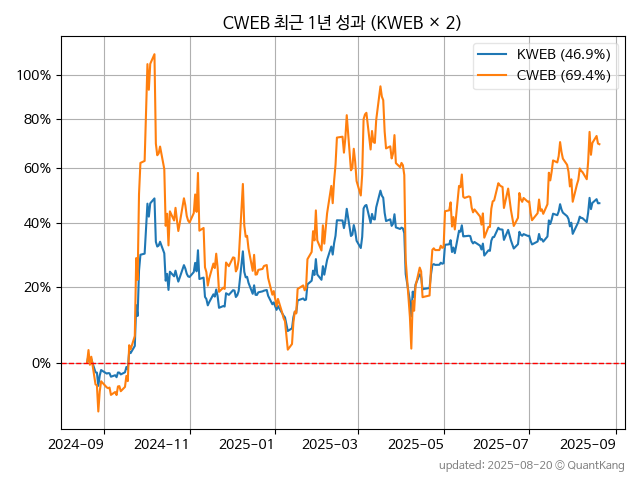 CWEB 최근 1년 성과 (KWEB × 2)
KWEB (46.9%)
CWEB (69.4%)
100%
80%
60%
40%
20%
0%
2024-09 2024-11 2025-01 2025-03 2025-05 2025-07 2025-09
updated: 2025-08-20 © QuantKang